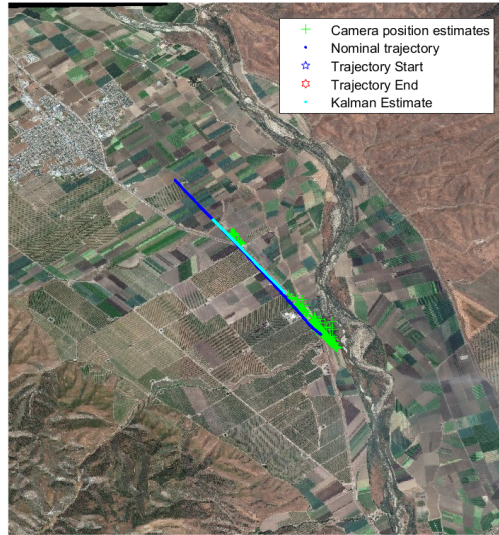 Camera position estimates
Nominal trajectory
Trajectory Start
Trajectory End
Kalman Estimate